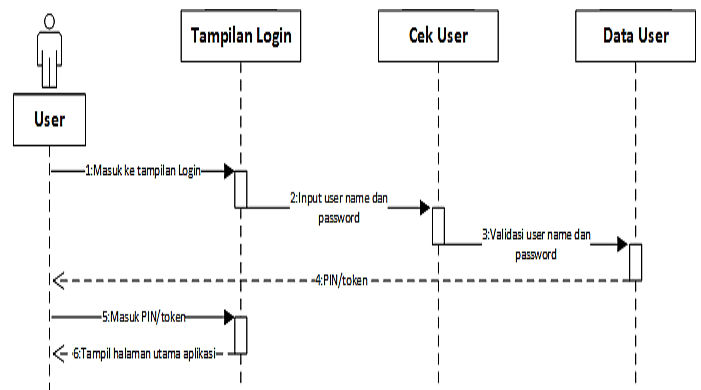 Tampilan Login
Cek User
Data User
User
1:Masuk ke tampilan Login
2:Input user name dan
password
3:Validasi user name dan
password
4:PIN/token
5:Masuk PIN/token
6:Tampil halaman utama aplikasi